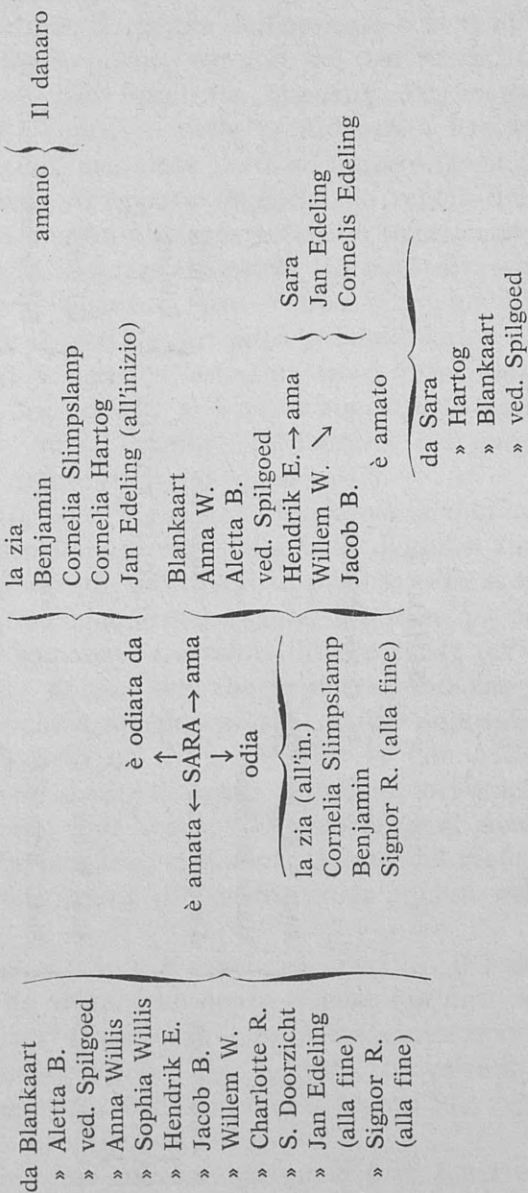 da Blankaart
» Aletta B.
» ved. Spilgoed
» Anna Willis
» Sophia Willis
» Hendrik E.
» Jacob B.
» Willem W.
» Charlotte R.
» S. Doorzicht
» Jan Edeling
(alla fine)
» Signor R.
(alla fine)
è odiata da
la zia
Benjamin
Cornelia Slimpslamp
Cornelia Hartog
Jan Edeling (all'inizio)
amano
Il danaro
è amata ← SARA → ama
↑
↓
odia
la zia (all'in.)
Cornelia Slimpslamp
Benjamin
Signor R. (alla fine)
Blankaart
Anna W.
Aletta B.
ved. Spilgoed
Hendrik E. → ama
Willem W. ↘
Jacob B.
Sara
Jan Edeling
Cornelis Edeling
è amato
da Sara
» Hartog
» Blankaart
» ved. Spilgoed